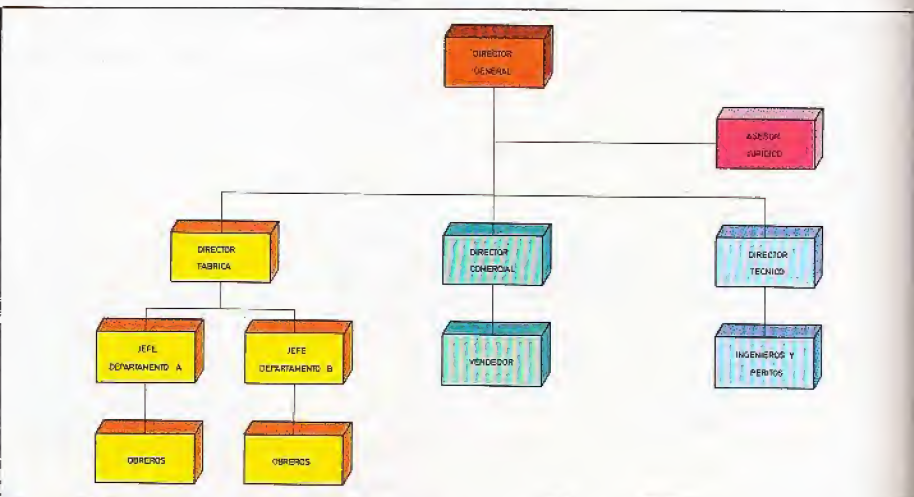 DIRECTOR
GENERAL
ASESOR
JURIDICO
DIRECTOR
FABRICA
DIRECTOR
COMERCIAL
DIRECTOR
TECNICO
JEFE
DEPARTAMENTO A
JEFE
DEPARTAMENTO B
VENDEDOR
INGENIEROS Y
PERITOS
OBREROS
OBREROS